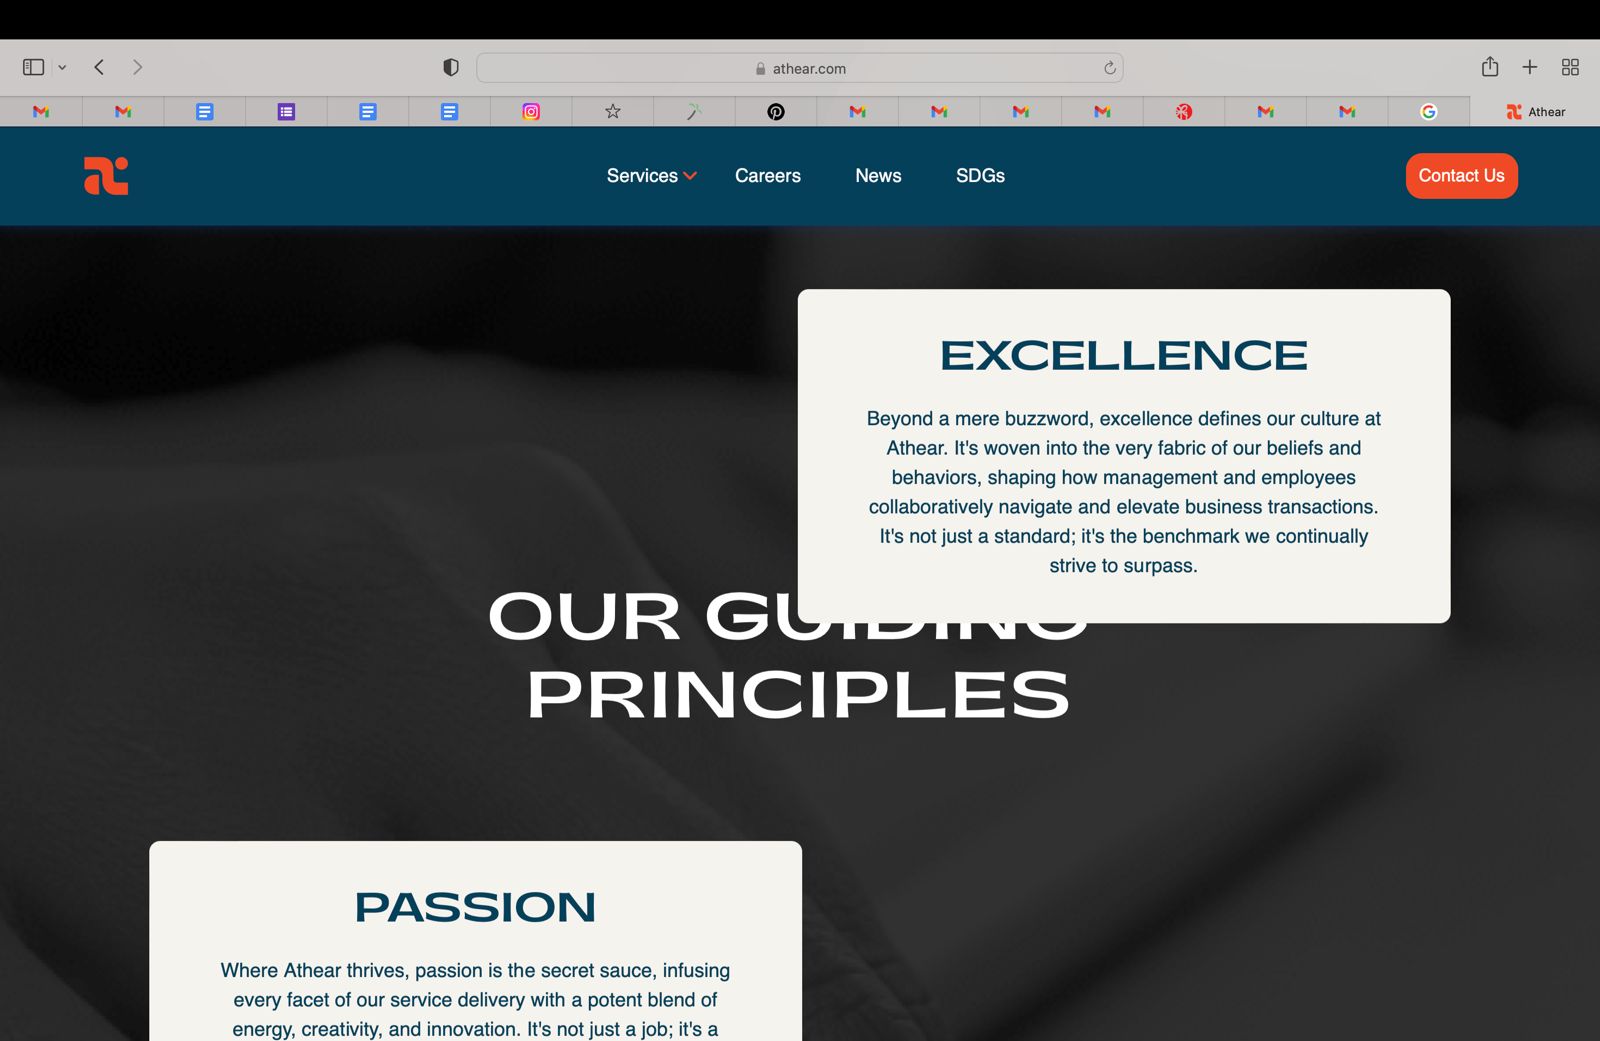 athear.com
Athear
Services
Careers
News
SDGs
Contact Us
EXCELLENCE
Beyond a mere buzzword, excellence defines our culture at
Athear. It's woven into the very fabric of our beliefs and
behaviors, shaping how management and employees
collaboratively navigate and elevate business transactions.
It's not just a standard; it's the benchmark we continually
strive to surpass.
OUR GUIDING
PRINCIPLES
PASSION
Where Athear thrives, passion is the secret sauce, infusing
every facet of our service delivery with a potent blend of
energy, creativity, and innovation. It's not just a job; it's a